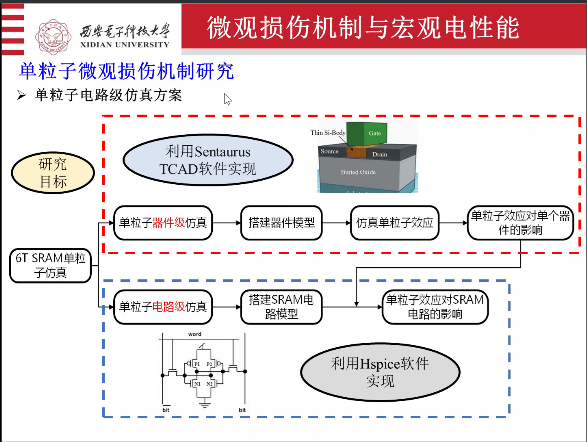 西安电子科技大学
XIDIAN UNIVERSITY
微观损伤机制与宏观电性能
单粒子微观损伤机制研究
➢ 单粒子电路级仿真方案
研究
目标
利用Sentaurus
TCAD软件实现
Thin Si-Body
Gate
Source
Drain
Buried Oxide
单粒子器件级仿真
搭建器件模型
仿真单粒子效应
单粒子效应对单个器
件的影响
6T SRAM单粒
子仿真
单粒子电路级仿真
搭建SRAM电
路模型
单粒子效应对SRAM
电路的影响
word
P1
P2
N1
N2
bit
bit
利用Hspice软件
实现